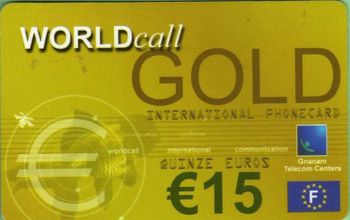 WORLDcall
GOLD
INTERNATIONAL PHONECARD
worldcall international communication
QUINZE EUROS
Gnanam
Telecom Centers
€
€15
F